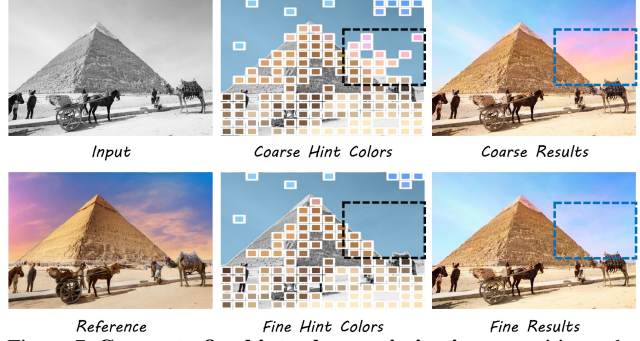 Input
Coarse Hint Colors
Coarse Results
Reference
Fine Hint Colors
Fine Results